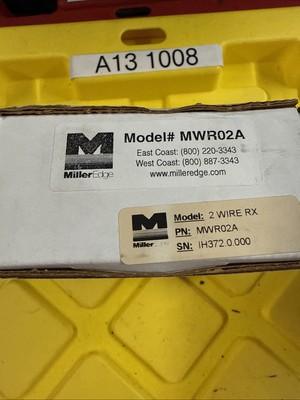 A13 1008
Model# MWR02A
East Coast: (800) 220-3343
West Coast: (800) 887-3343
www.milleredge.com
MillerEdge
Model: 2 WIRE RX
PN: MWR02A
SN: IH372.0.000
Miller